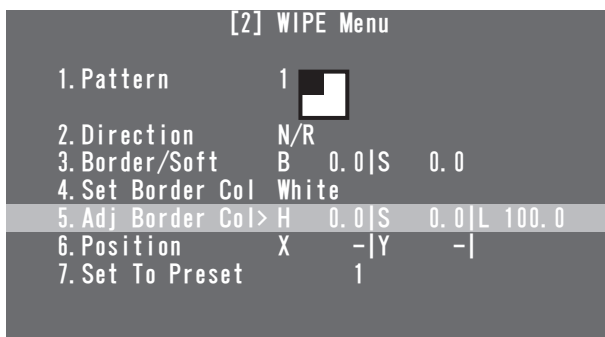 [2] WIPE Menu
1.Pattern 1
2.Direction N/R
3.Border/Soft B 0.0|S 0.0
4.Set Border Col White
5.Adj Border Col> H 0.0|S 0.0|L 100.0
6.Position X -|Y -|
7.Set To Preset 1